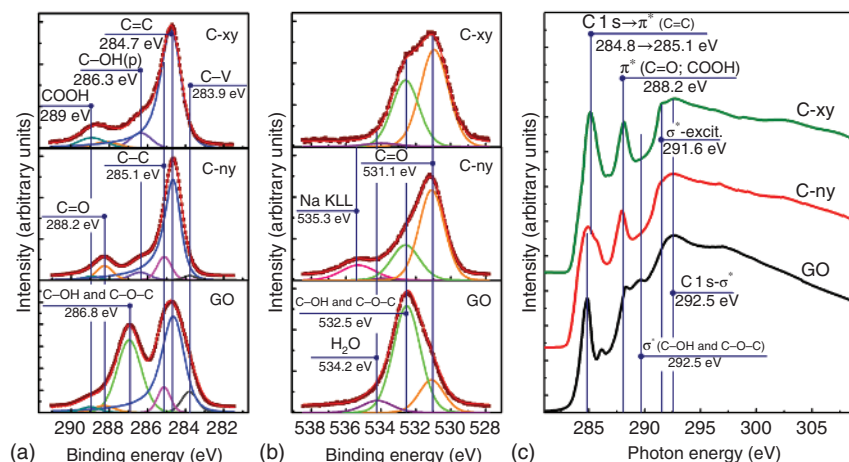 C=C
284.7 eV
C-xy
C–OH(p)
286.3 eV
C–V
283.9 eV
COOH
289 eV
C–C
285.1 eV
C-ny
C=O
288.2 eV
GO
C–OH and C–O–C
286.8 eV
Intensity (arbitrary units)
290 288 286 284 282
(a) Binding energy (eV)
C-xy
C=O
531.1 eV
C-ny
Na KLL
535.3 eV
C–OH and C–O–C
532.5 eV
GO
H2O
534.2 eV
Intensity (arbitrary units)
538 536 534 532 530 528
(b) Binding energy (eV)
C 1s→π* (C=C)
284.8→285.1 eV
π* (C=O; COOH)
288.2 eV
C-xy
σ*-excit.
291.6 eV
C-ny
GO
C 1s-σ*
292.5 eV
σ* (C–OH and C–O–C)
292.5 eV
Intensity (arbitrary units)
285 290 295 300 305
(c) Photon energy (eV)